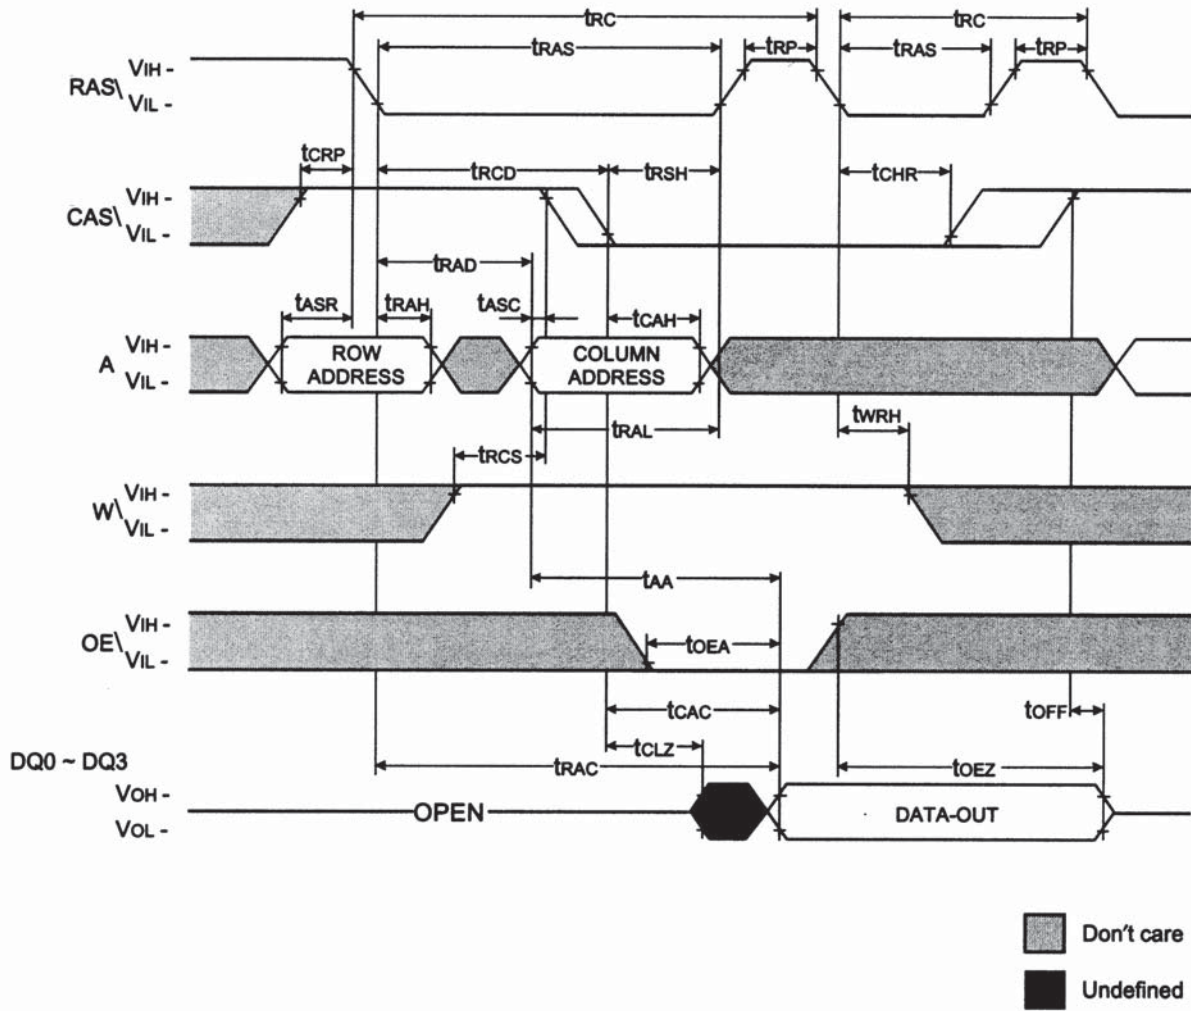 tRC tRC
tRAS tRP tRAS tRP
RAS\ VIH -
VIL -
tCRP tRCD tRSH tCHR
CAS\ VIH -
VIL -
tRAD
tASR tRAH tASC tCAH
A VIH -
VIL -
ROW ADDRESS
COLUMN ADDRESS
tRAL tWRH
tRCS
W\ VIH -
VIL -
tAA
OE\ VIH -
VIL -
tOEA
tCAC tOFF
tCLZ
DQ0 ~ DQ3
tRAC tOEZ
VOH -
VOL -
OPEN DATA-OUT
Don't care
Undefined